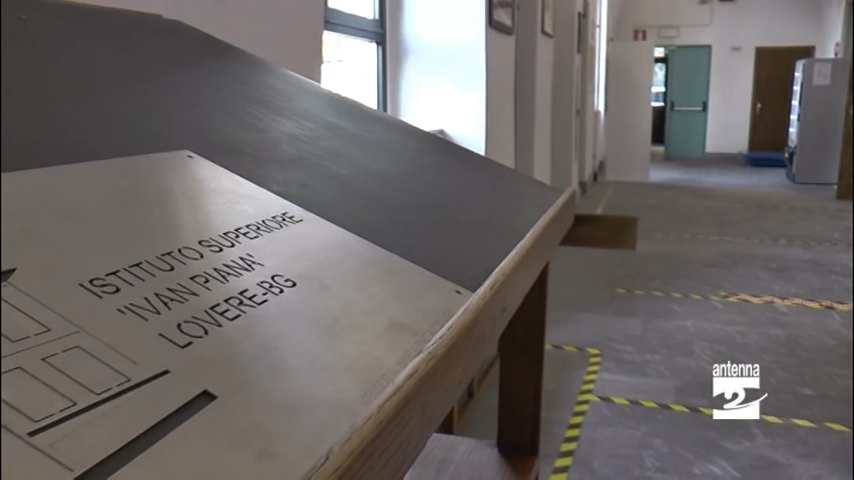 ISTITUTO SUPERIORE
'IVAN PIANA'
LOVERE-BG
antenna
2